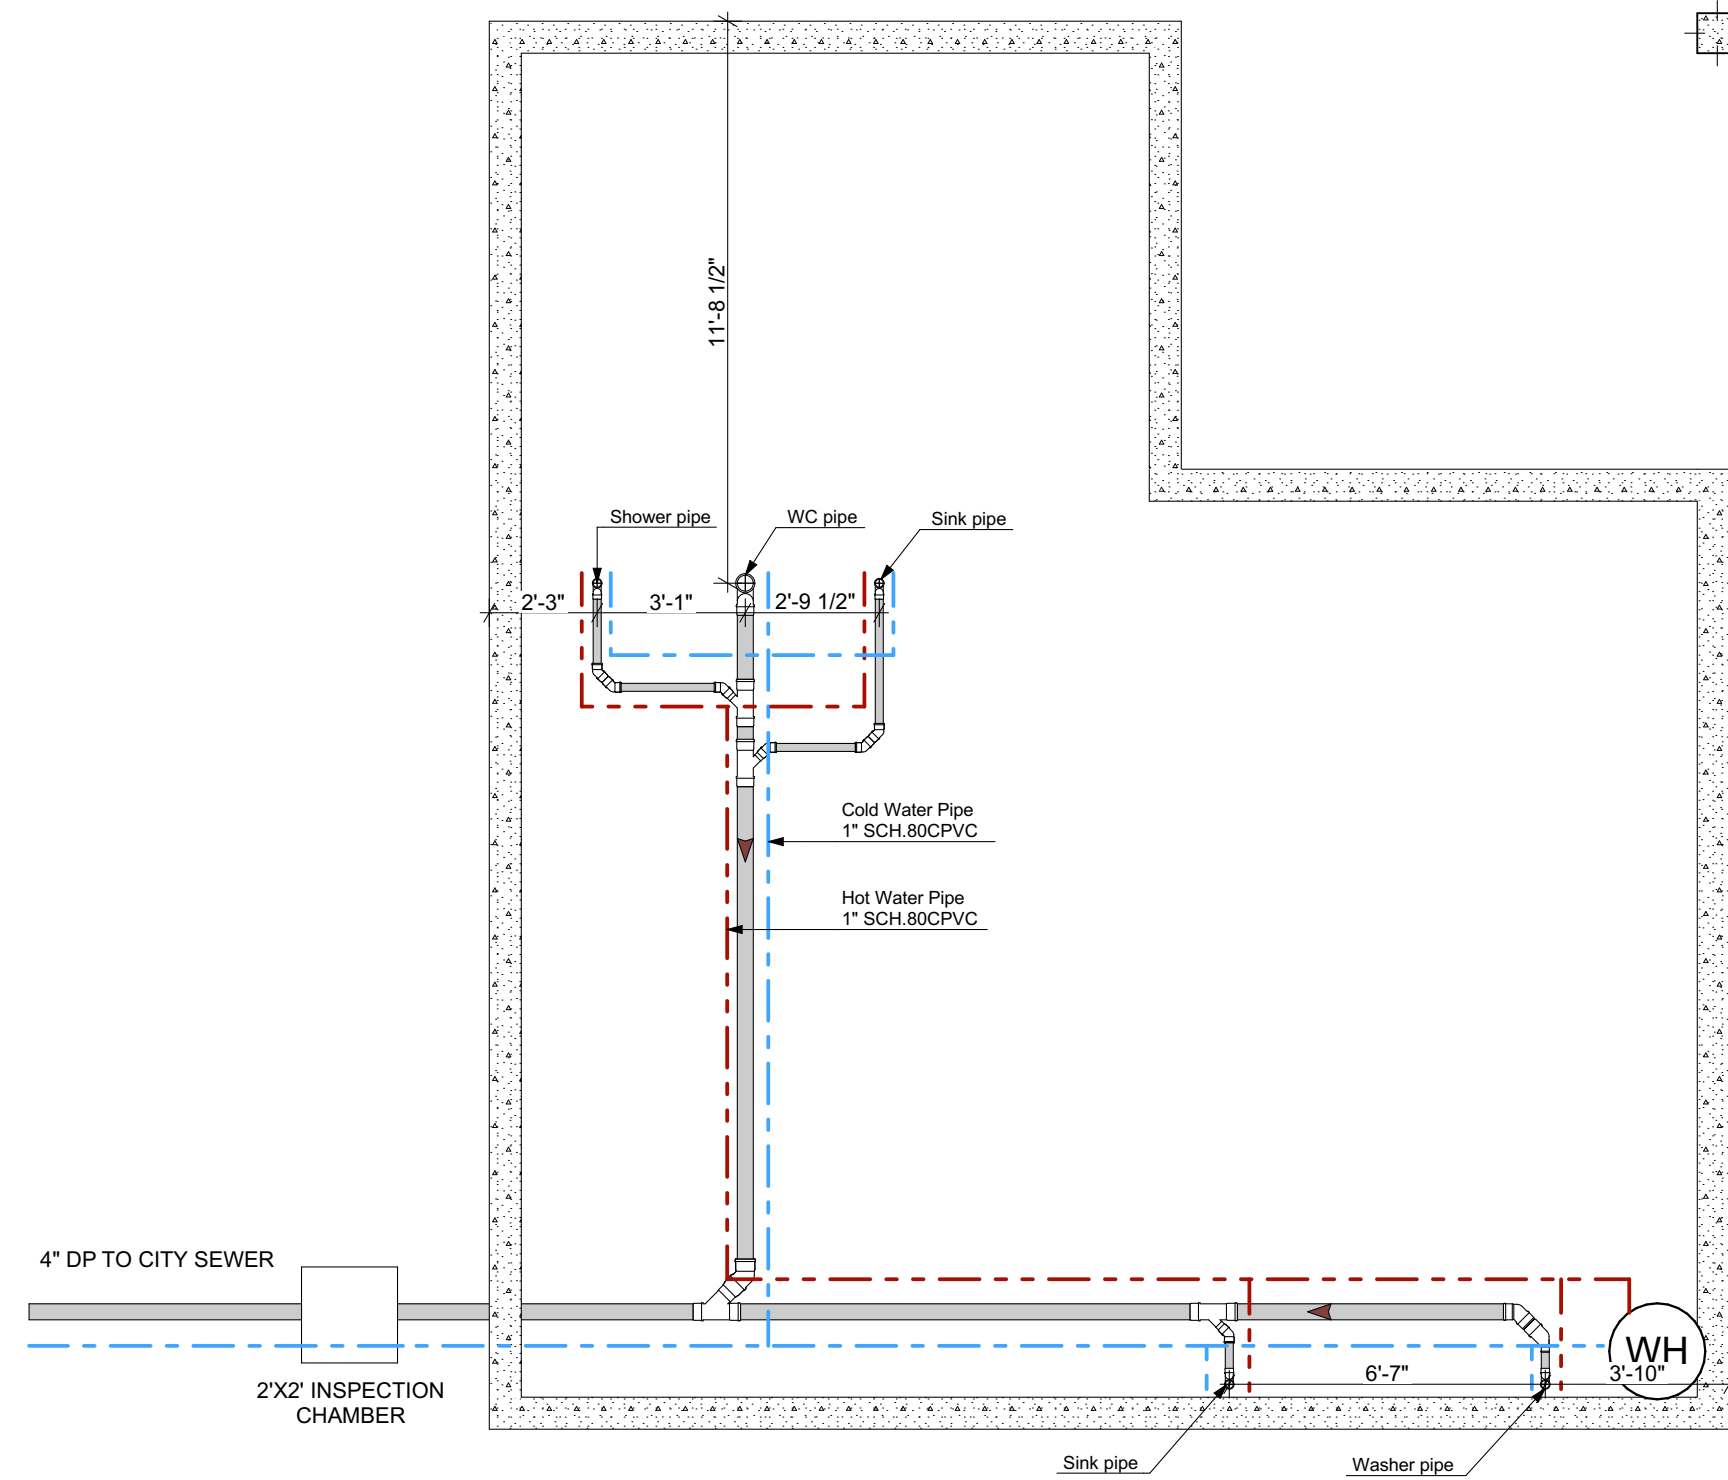 11'-8 1/2"
Shower pipe
WC pipe
Sink pipe
2'-3"
3'-1"
2'-9 1/2"
Cold Water Pipe
1" SCH.80CPVC
Hot Water Pipe
1" SCH.80CPVC
4" DP TO CITY SEWER
2'X2' INSPECTION
CHAMBER
WH
6'-7"
3'-10"
Sink pipe
Washer pipe